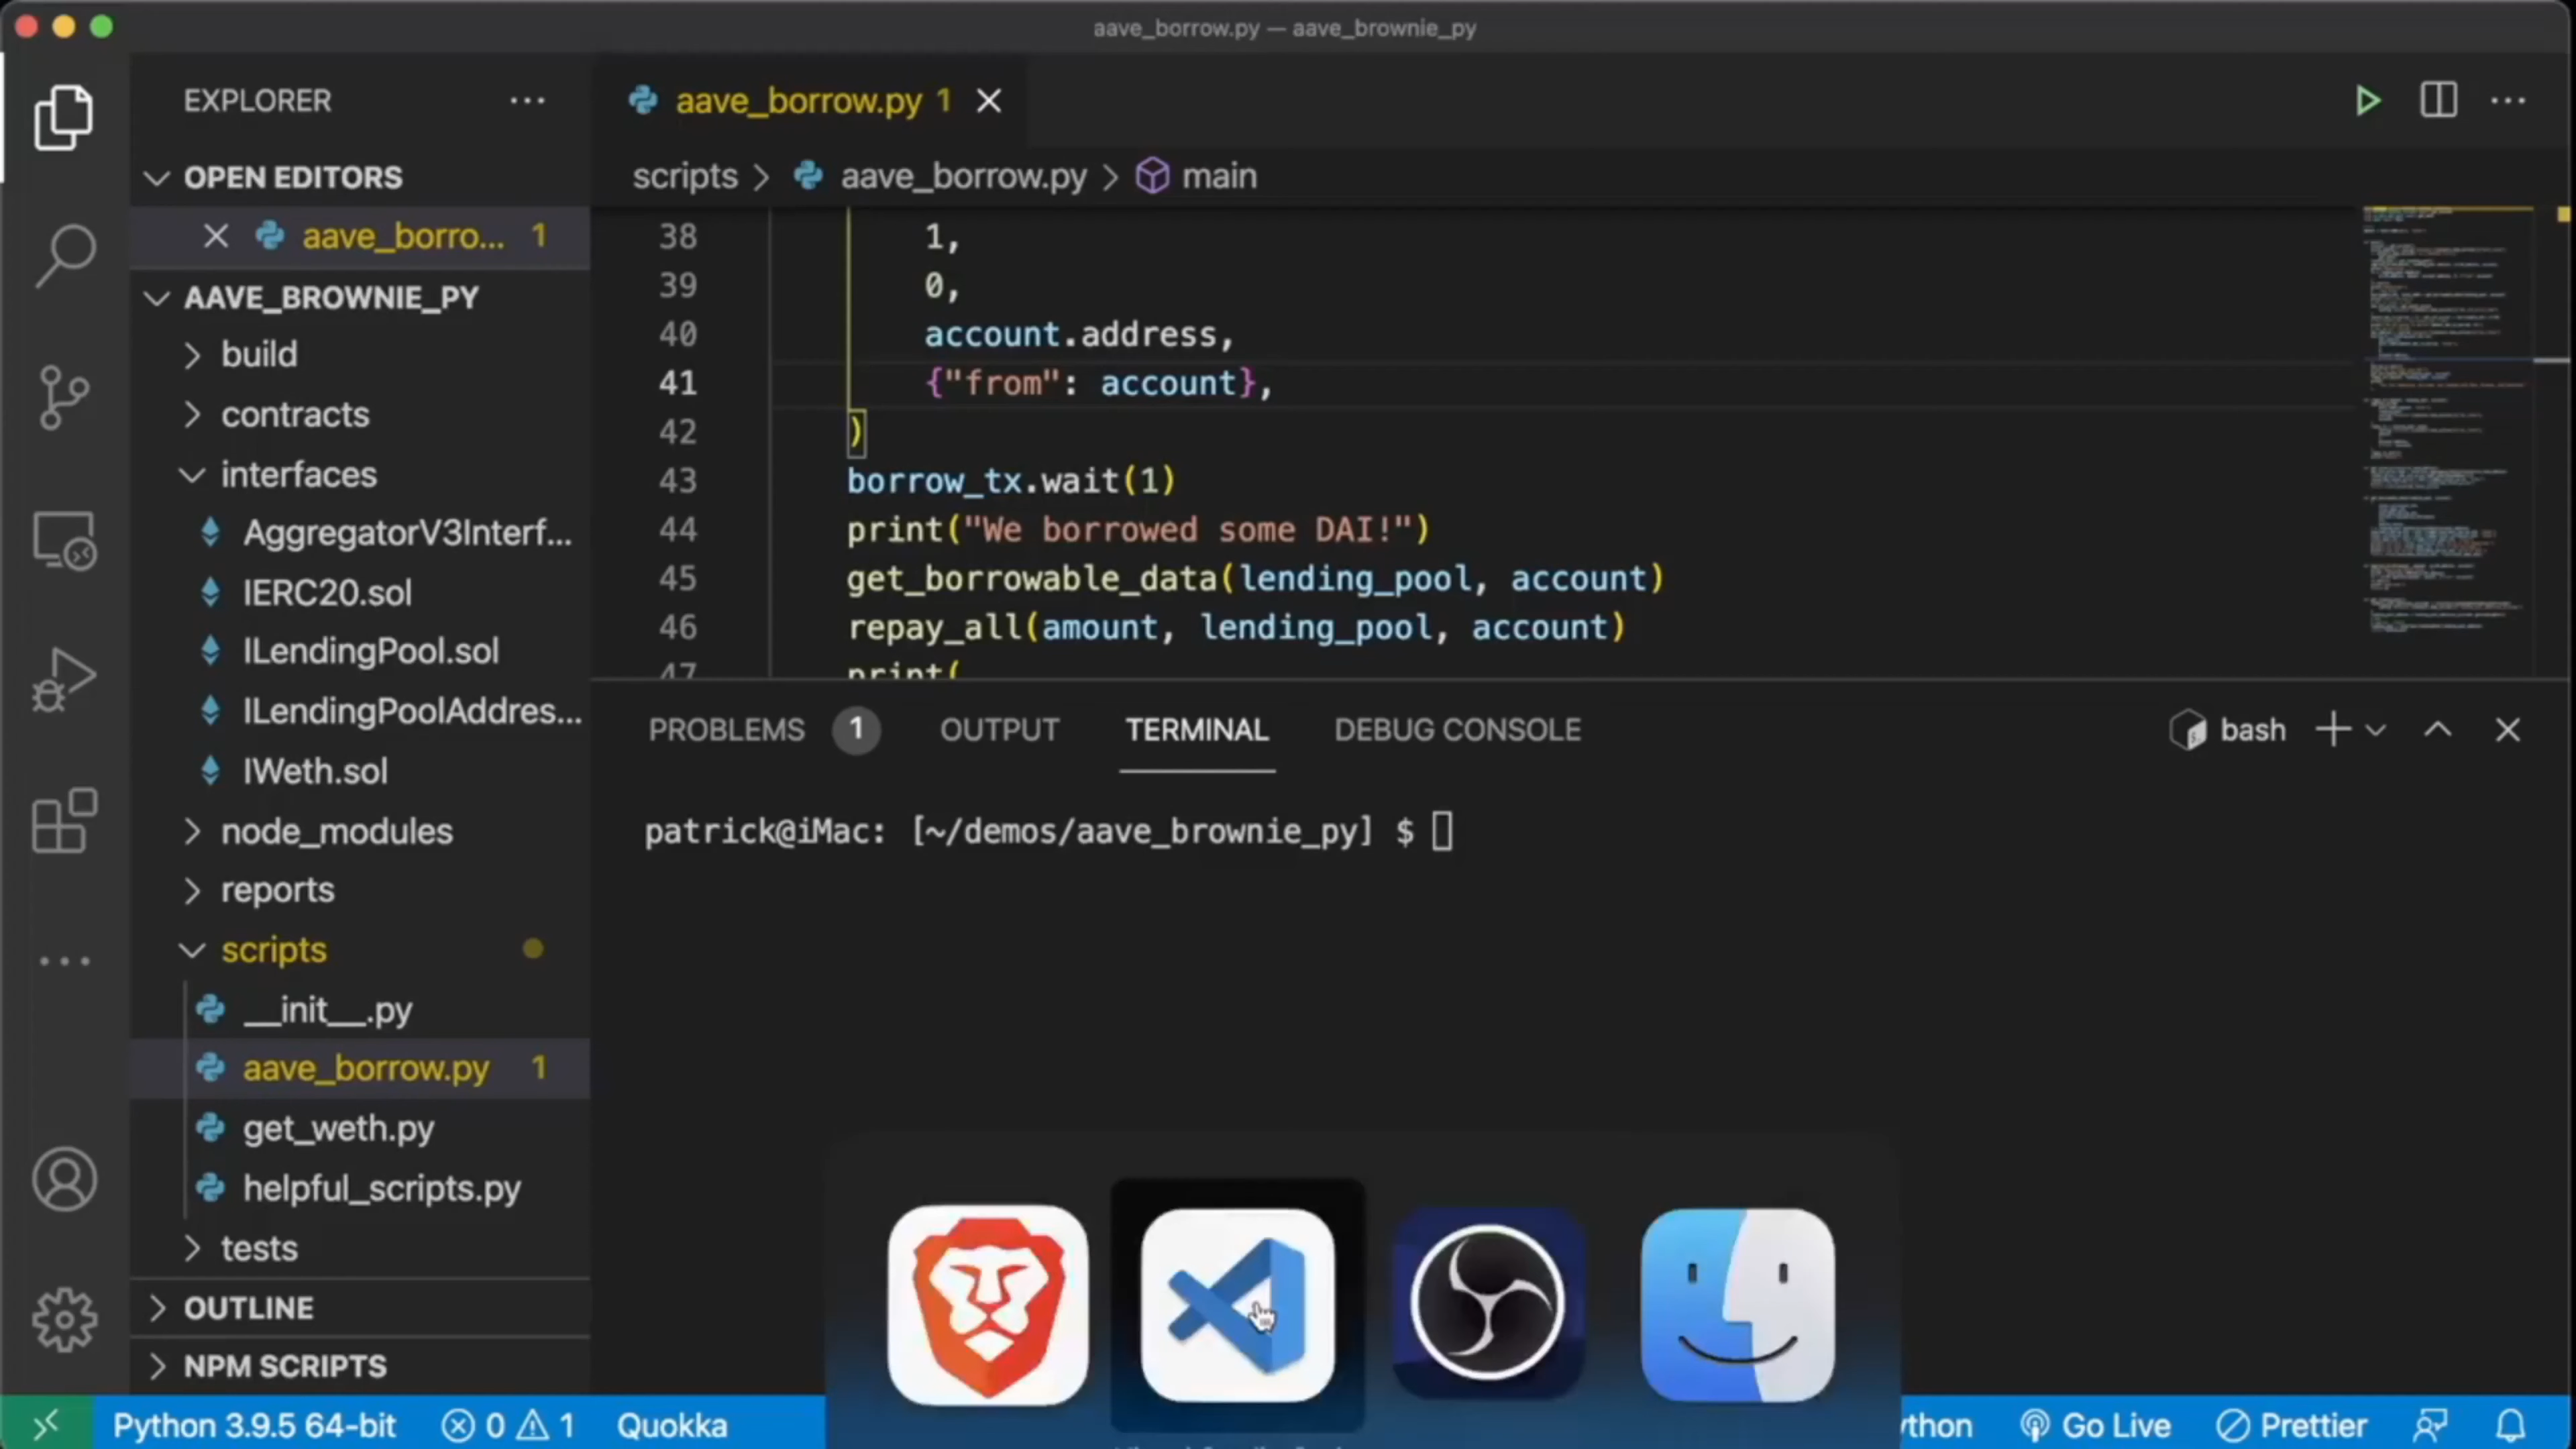 aave_borrow.py — aave_brownie_py
EXPLORER
OPEN EDITORS
aave_borro... 1
AAVE_BROWNIE_PY
build
contracts
interfaces
AggregatorV3Interf...
IERC20.sol
ILendingPool.sol
ILendingPoolAddres...
IWeth.sol
node_modules
reports
scripts
__init__.py
aave_borrow.py 1
get_weth.py
helpful_scripts.py
tests
OUTLINE
NPM SCRIPTS
aave_borrow.py 1
scripts > aave_borrow.py > main
38 1,
39 0,
40 account.address,
41 {"from": account},
42 )
43 borrow_tx.wait(1)
44 print("We borrowed some DAI!")
45 get_borrowable_data(lending_pool, account)
46 repay_all(amount, lending_pool, account)
47 print(
PROBLEMS 1 OUTPUT TERMINAL DEBUG CONSOLE bash
patrick@iMac: [~/demos/aave_brownie_py] $
Python 3.9.5 64-bit 0 1 Quokka ython Go Live Prettier